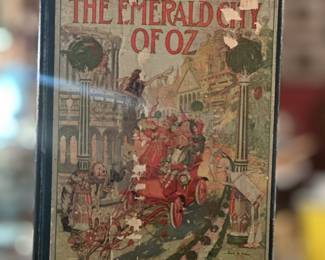 THE EMERALD CITY
OF OZ